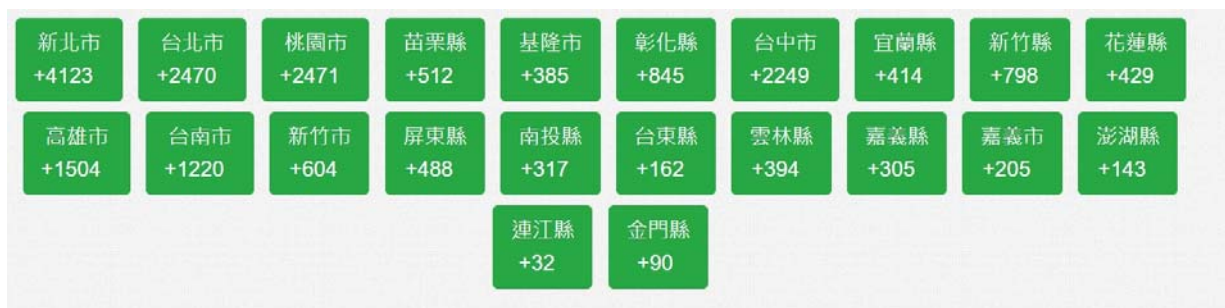 新北市
+4123
台北市
+2470
桃園市
+2471
苗栗縣
+512
基隆市
+385
彰化縣
+845
台中市
+2249
宜蘭縣
+414
新竹縣
+798
花蓮縣
+429
高雄市
+1504
台南市
+1220
新竹市
+604
屏東縣
+488
南投縣
+317
台東縣
+162
雲林縣
+394
嘉義縣
+305
嘉義市
+205
澎湖縣
+143
連江縣
+32
金門縣
+90